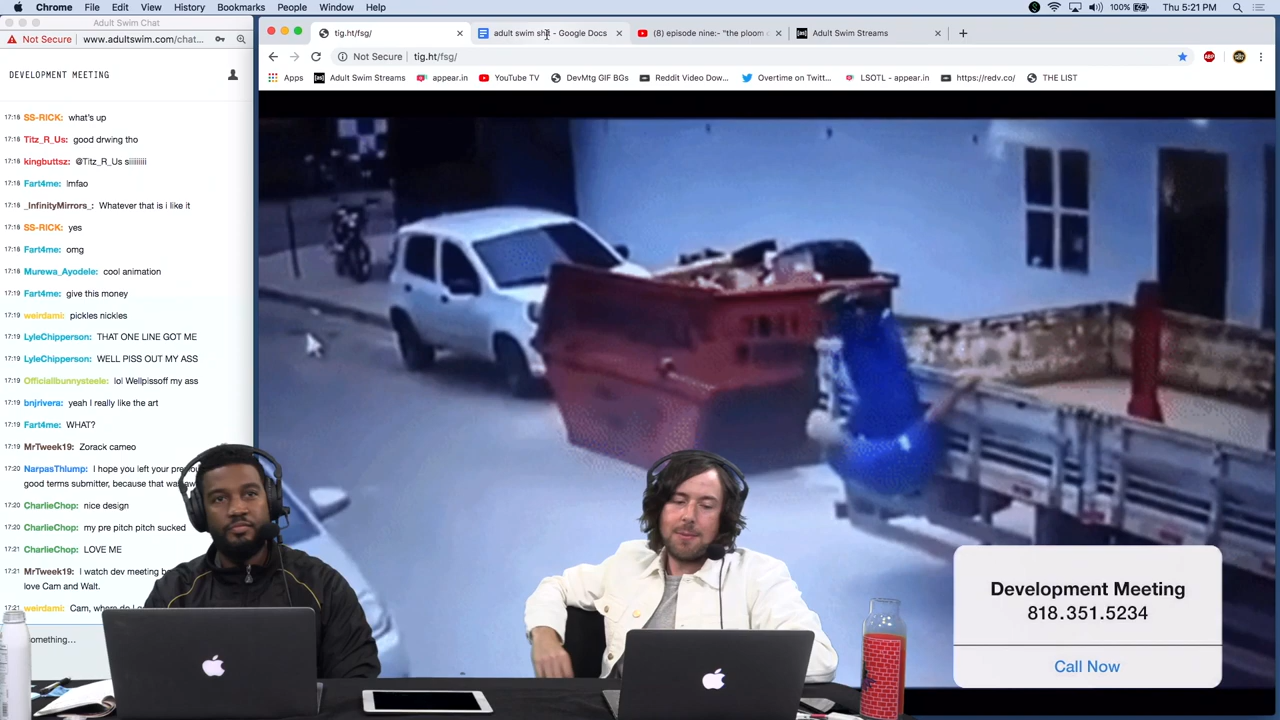 Chrome File Edit View History Bookmarks People Window Help
100% Thu 5:21 PM
Adult Swim Chat
Not Secure www.adultswim.com/chat...
tig.ht/fsg/
adult swim sh - Google Docs
(8) episode nine:- "the ploom
Adult Swim Streams
Not Secure tig.ht/fsg/
Apps Adult Swim Streams appear.in YouTube TV DevMtg GIF BGs Reddit Video Dow... Overtime on Twit... LSOTL - appear.in https://redv.co/ THE LIST
DEVELOPMENT MEETING
17:18 SS-RICK: what's up
17:18 Titz_R_Us: good drwing tho
17:18 kingbuttsz: @Titz_R_Us siiiiiiii
17:18 Fart4me: lmfao
17:18 _InfinityMirrors_: Whatever that is i like it
17:18 SS-RICK: yes
17:18 Fart4me: omg
17:18 Murewa_Ayodele: cool animation
17:19 Fart4me: give this money
17:19 weirdami: pickles nickles
17:19 LyleChipperson: THAT ONE LINE GOT ME
17:19 LyleChipperson: WELL PISS OUT MY ASS
17:19 Officiallbunnysteele: lol Wellpissoff my ass
17:19 bnjrivera: yeah I really like the art
17:19 Fart4me: WHAT?
17:19 MrTweek19: Zorack cameo
17:20 NarpasThlump: I hope you left your
good terms submitter, because that
17:20 CharlieChop: nice design
17:20 CharlieChop: my pre pitch pitch sucked
17:21 CharlieChop: LOVE ME
17:21 MrTweek19: I watch dev meeting
love Cam and Walt.
17:21 weirdami: Cam,
omething...
Development Meeting
818.351.5234
Call Now